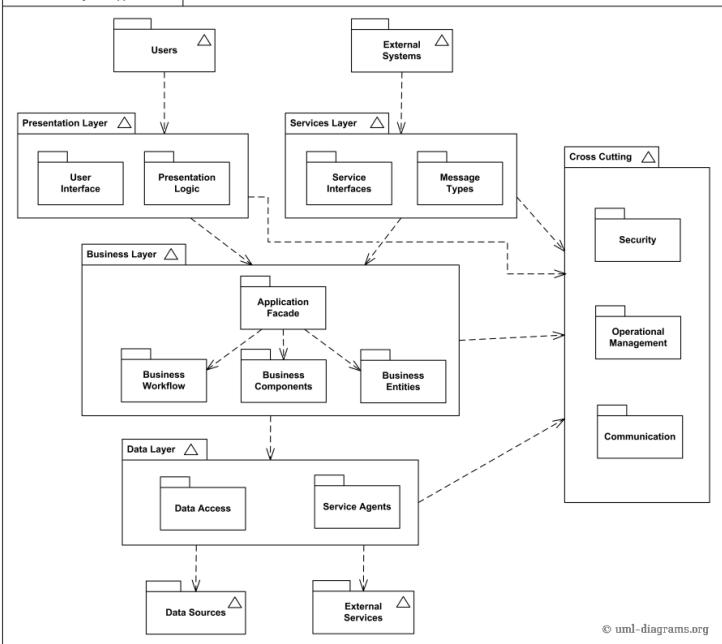 Users
External
Systems
Presentation Layer
Services Layer
Cross Cutting
User
Interface
Presentation
Logic
Service
Interfaces
Message
Types
Security
Business Layer
Application
Facade
Operational
Management
Business
Workflow
Business
Components
Business
Entities
Communication
Data Layer
Data Access
Service Agents
Data Sources
External
Services
© uml-diagrams.org